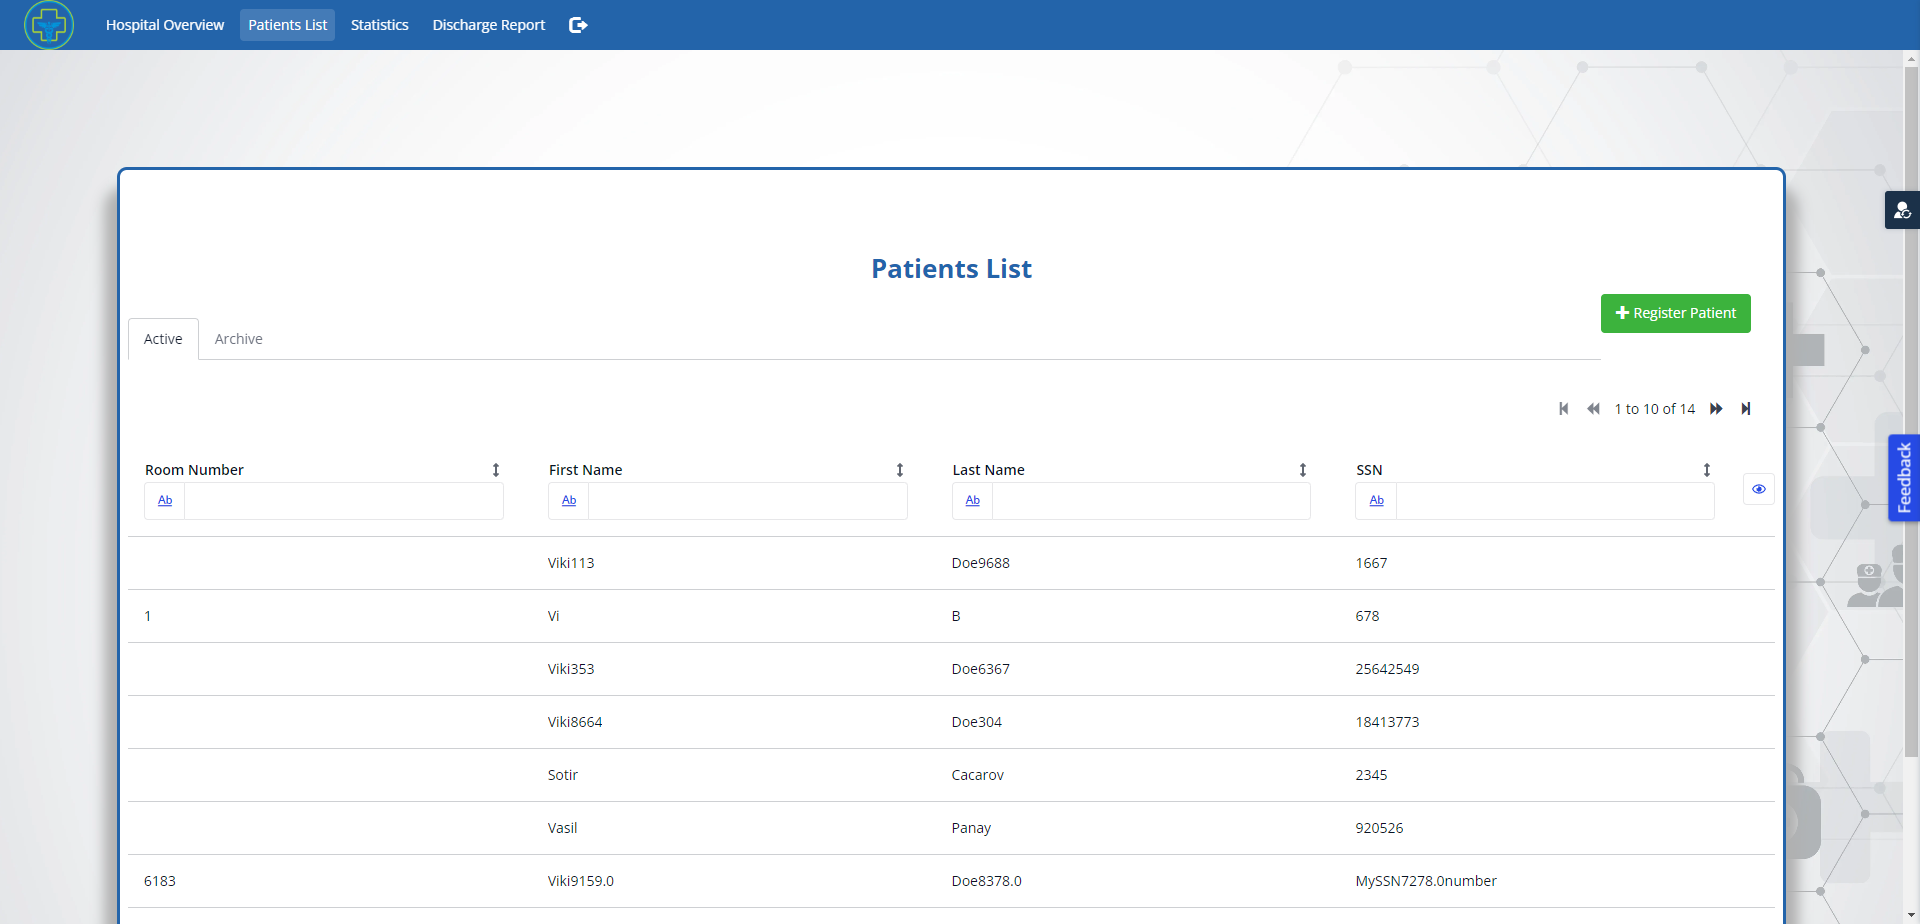 Hospital Overview Patients List Statistics Discharge Report
Patients List
Register Patient
Active Archive
1 to 10 of 14
Room Number First Name Last Name SSN
Ab Ab Ab Ab
Feedback
Viki113 Doe9688 1667
1 Vi B 678
Viki353 Doe6367 25642549
Viki8664 Doe304 18413773
Sotir Cacarov 2345
Vasil Panay 920526
6183 Viki9159.0 Doe8378.0 MySSN7278.0number